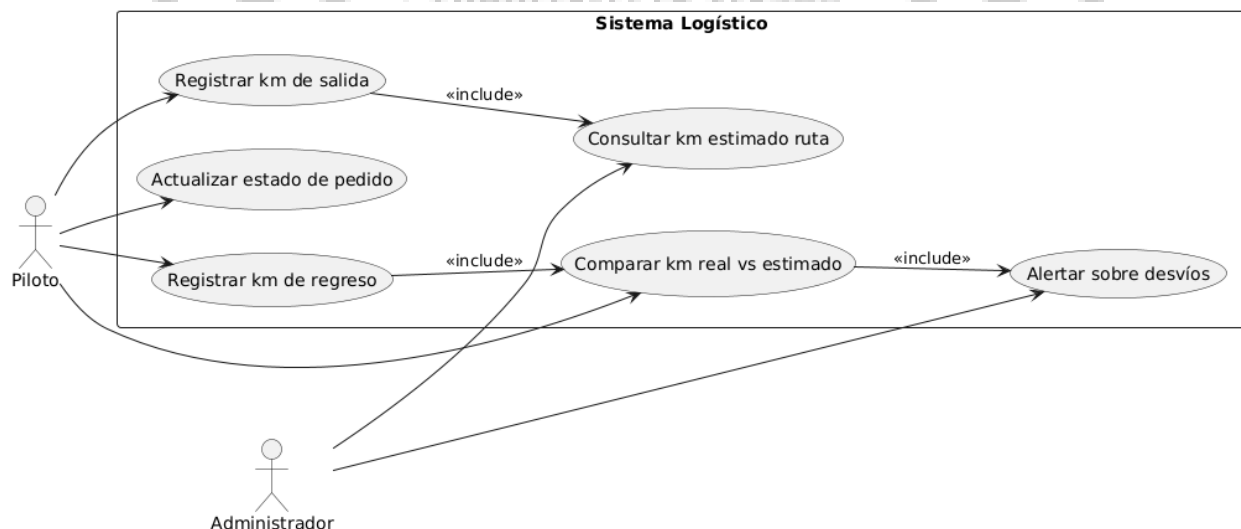 Sistema Logístico
Registrar km de salida
«include»
Consultar km estimado ruta
Actualizar estado de pedido
Piloto
Registrar km de regreso
«include»
Comparar km real vs estimado
«include»
Alertar sobre desvíos
Administrador